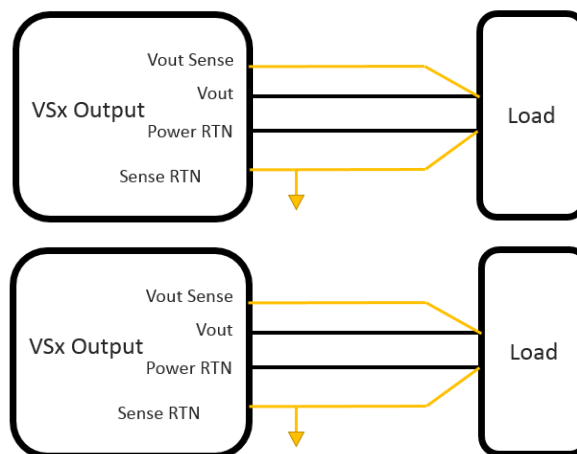 Vout Sense
Vout
VSx Output
Load
Power RTN
Sense RTN
Vout Sense
Vout
VSx Output
Load
Power RTN
Sense RTN